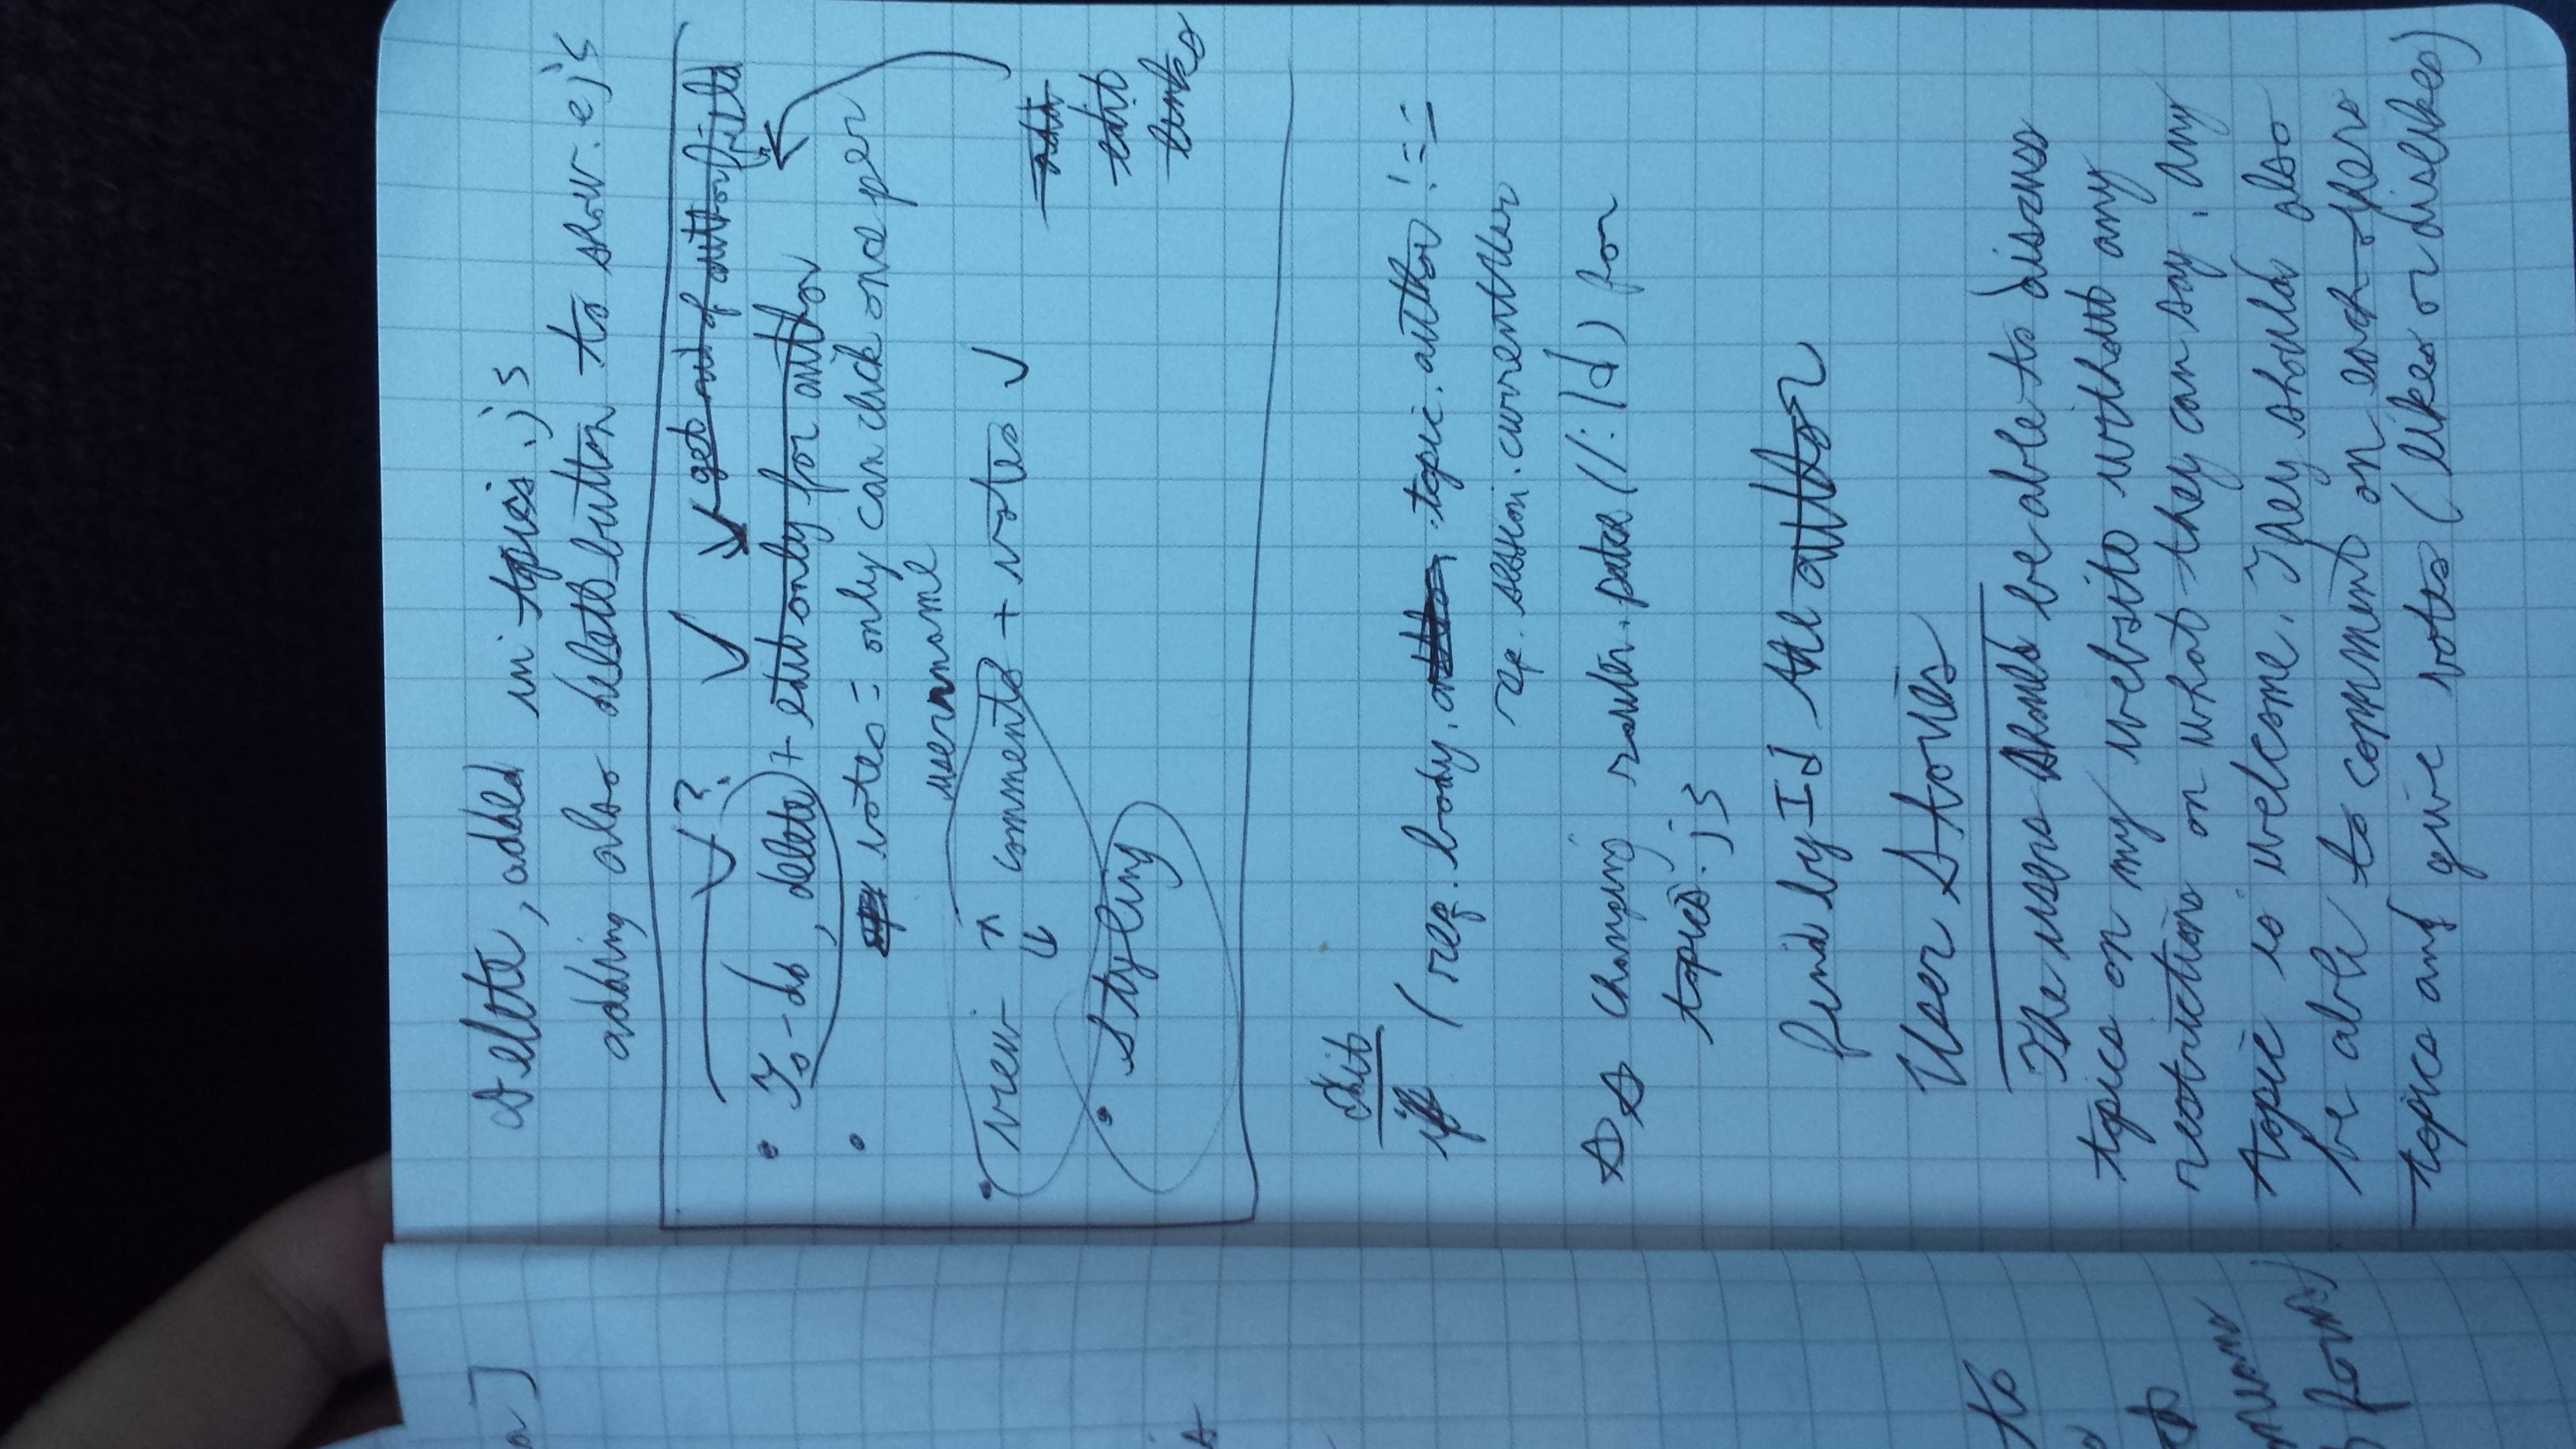 a]
Delete, added in topics.js
adding also delete button to show.ejs
✓? ✓ ✓ get rid of author field
• To-do, delete + edit only for author
• votes = only can click once per
username
• view ↑ ↓ comments + votes ✓
add
edit
links
• Styling
Edit
if (req.body. topic.author !==
req.session.currentUser
☆☆ changing router.patch(/:Id) for
topics.js
find by Id the author
User Stories
The users should be able to discuss
topics on my website without any
restrictions on what they can say. Any
topic is welcome. They should also
be able to comment on each others
topics and give votes (likes or dislikes)
to
means
forms